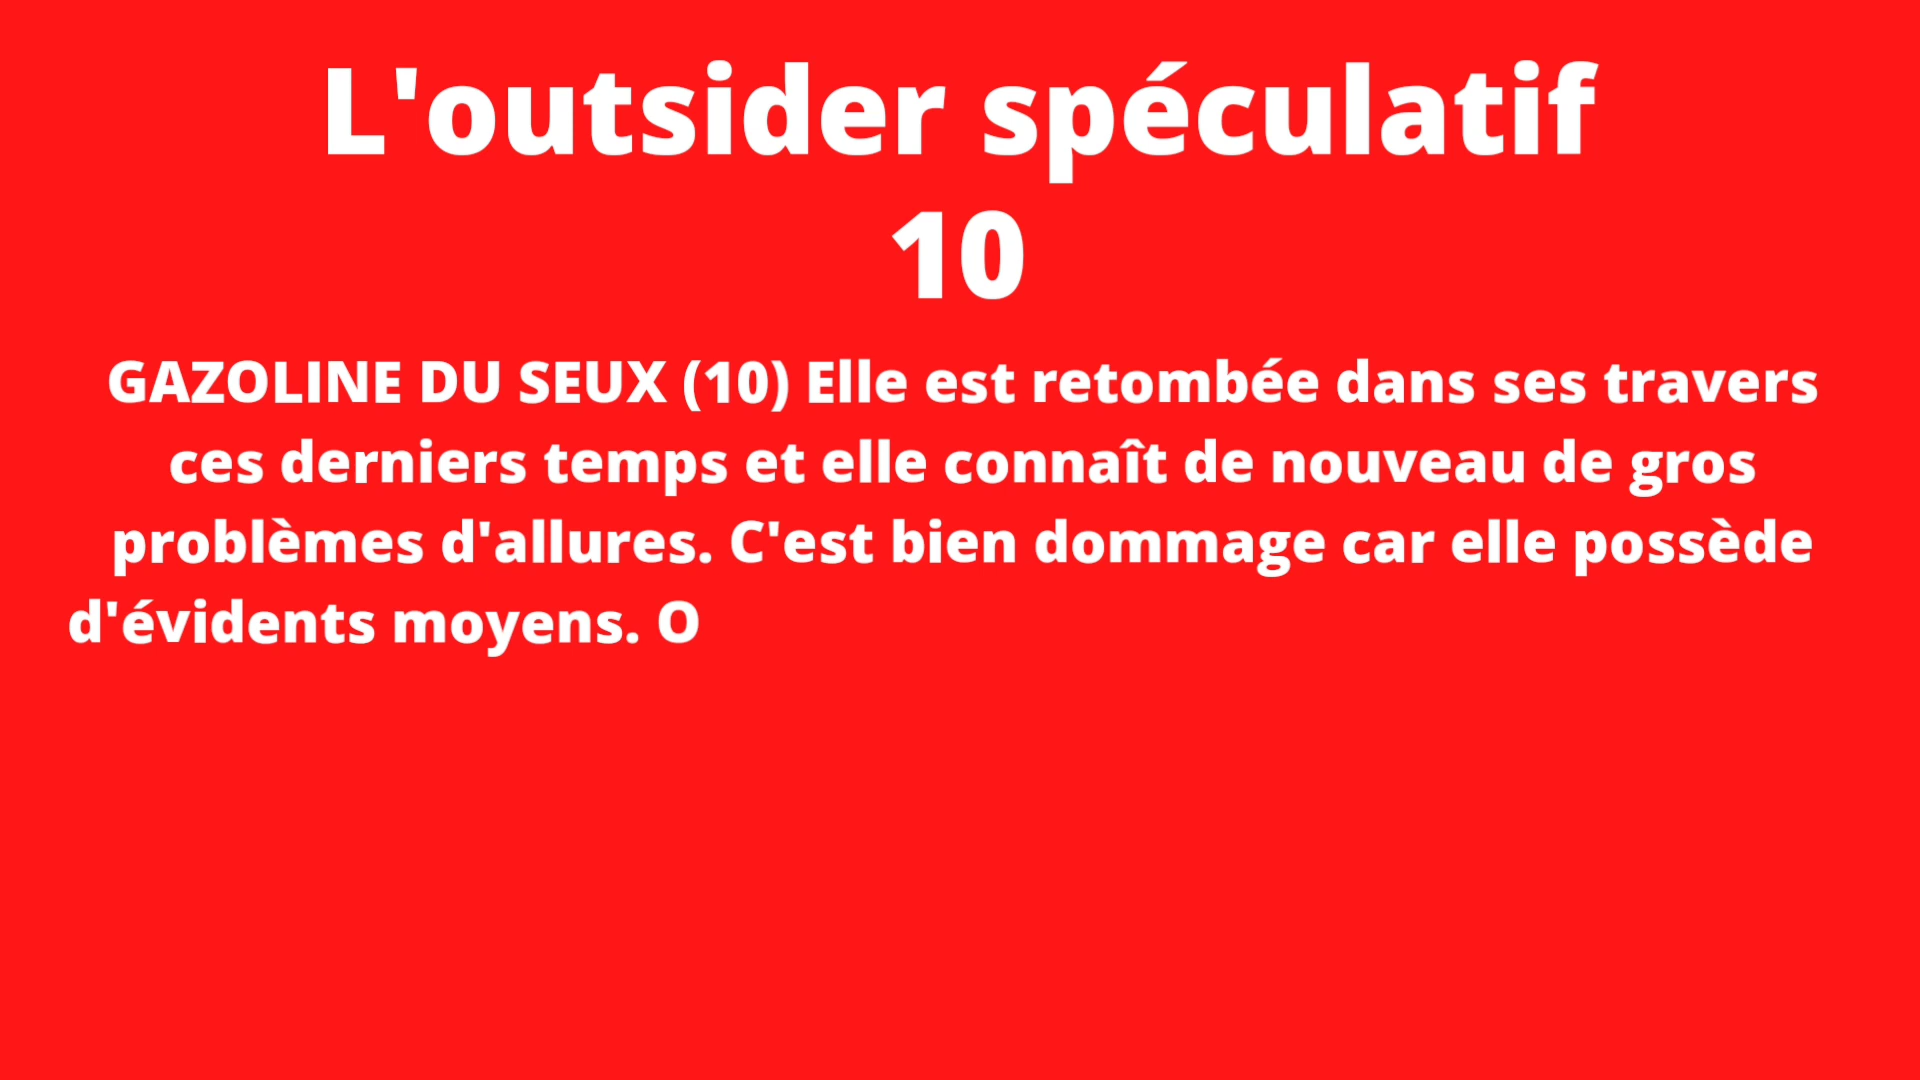 L'outsider spéculatif
10
GAZOLINE DU SEUX (10) Elle est retombée dans ses travers
ces derniers temps et elle connaît de nouveau de gros
problèmes d'allures. C'est bien dommage car elle possède
d'évidents moyens. O